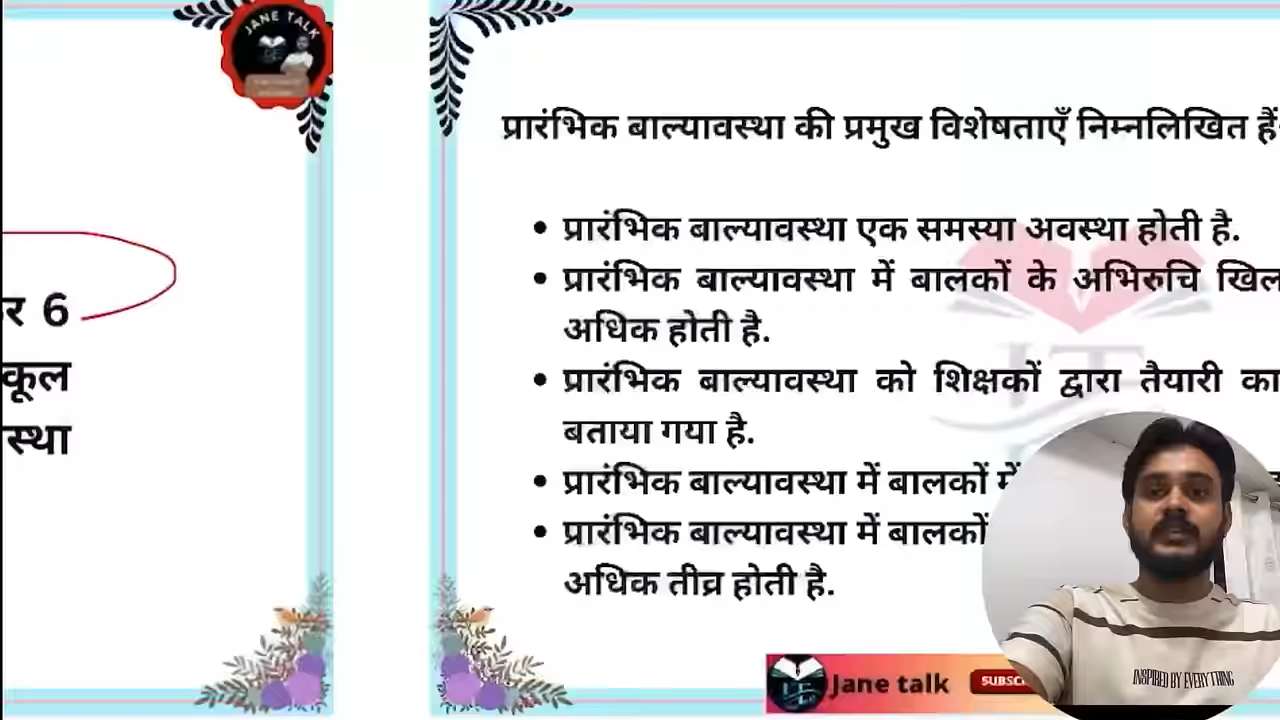 JANE TALK
र 6
कूल
स्था
प्रारंभिक बाल्यावस्था की प्रमुख विशेषताएँ निम्नलिखित हैं
प्रारंभिक बाल्यावस्था एक समस्या अवस्था होती है.
प्रारंभिक बाल्यावस्था में बालकों के अभिरुचि खिल
अधिक होती है.
प्रारंभिक बाल्यावस्था को शिक्षकों द्वारा तैयारी का
बताया गया है.
प्रारंभिक बाल्यावस्था में बालकों में
प्रारंभिक बाल्यावस्था में बालकों
अधिक तीव्र होती है.
Jane talk
SUBSC
INSPIRED BY EVERYTHING